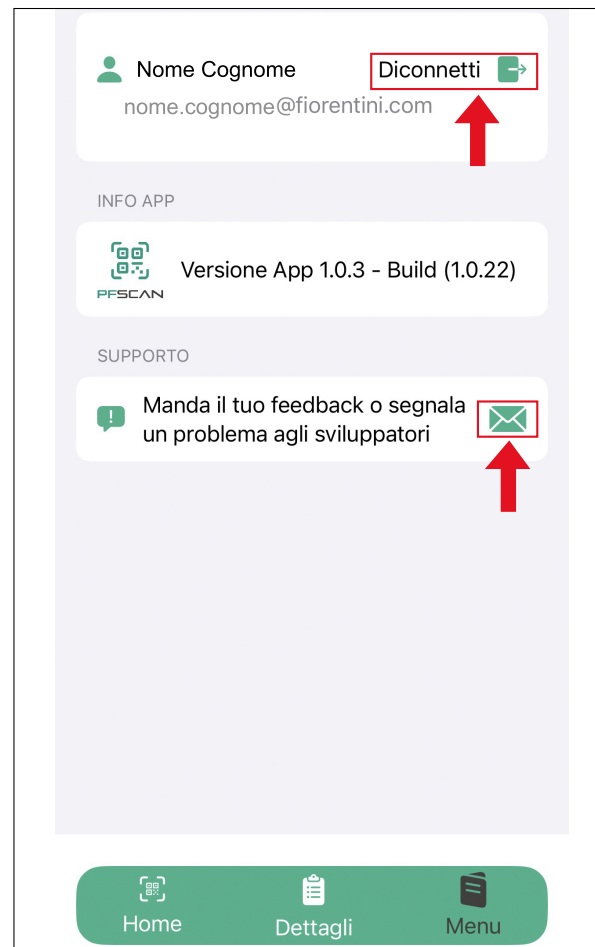 Nome Cognome
Diconnetti
nome.cognome@fiorentini.com
INFO APP
PFSCAN
Versione App 1.0.3 - Build (1.0.22)
SUPPORTO
Manda il tuo feedback o segnala
un problema agli sviluppatori
Home
Dettagli
Menu